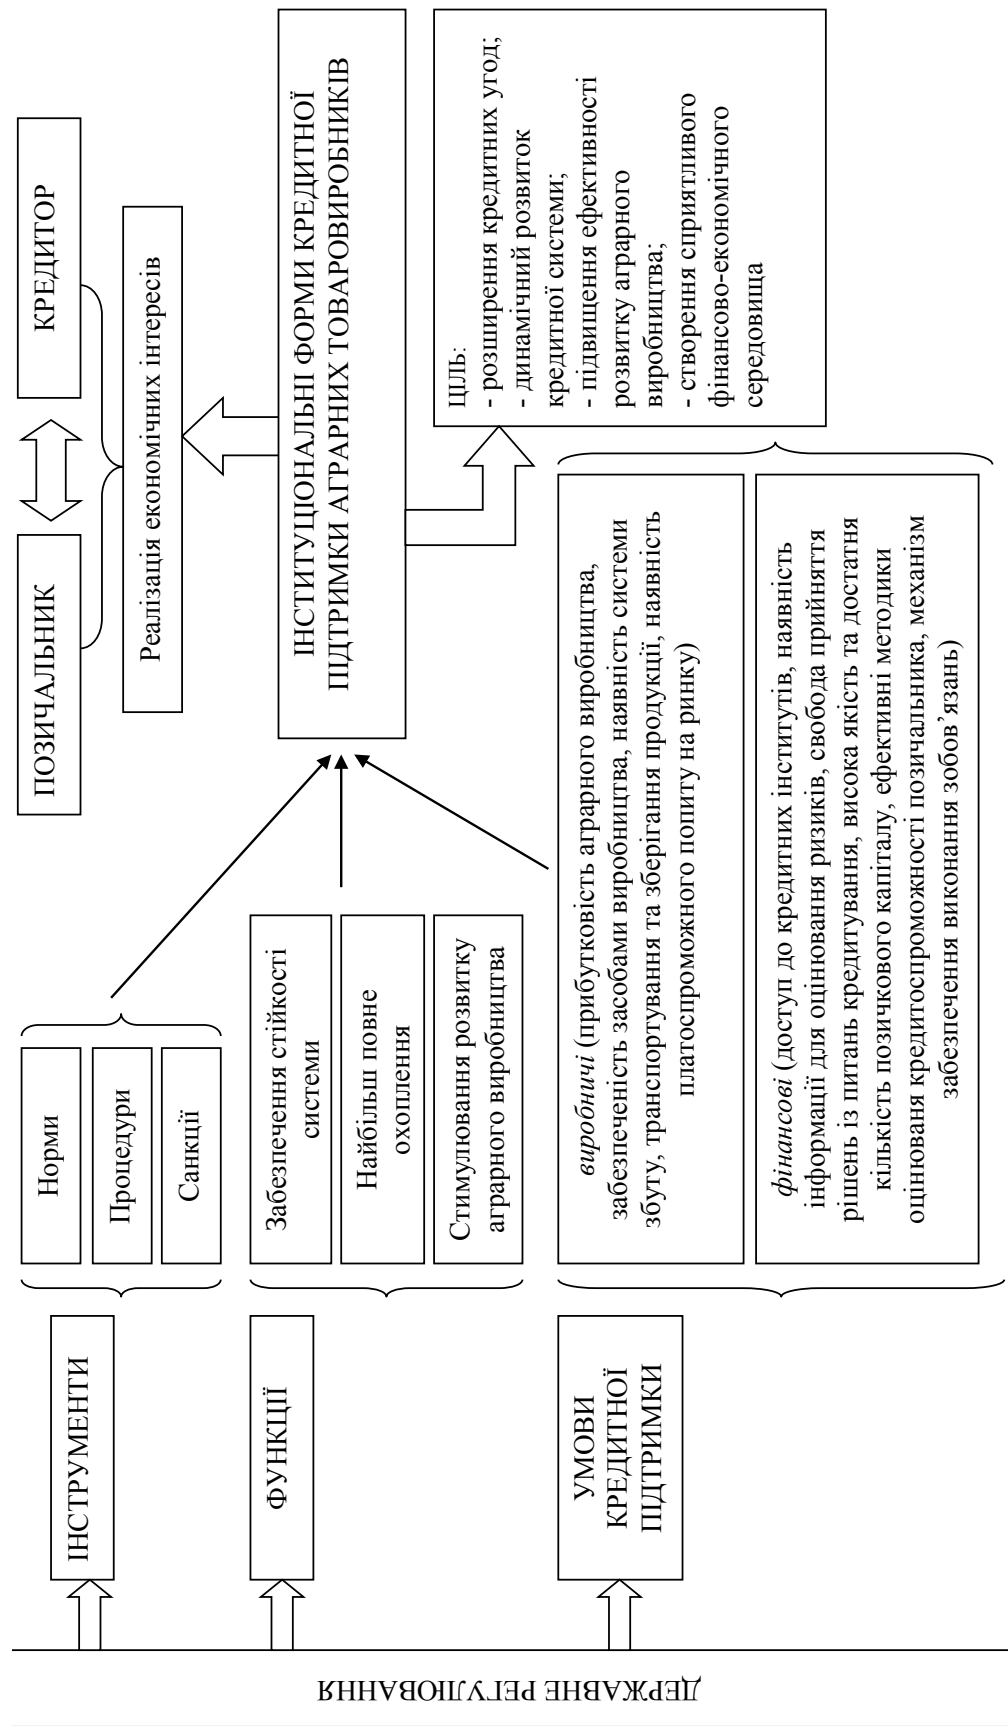 ДЕРЖАВНЕ РЕГУЛЮВАННЯ
ІНСТРУМЕНТИ
Норми
Процедури
Санкції
ФУНКЦІЇ
Забезпечення стійкості
системи
Найбільш повне
охоплення
Стимулювання розвитку
аграрного виробництва
УМОВИ
КРЕДИТНОЇ
ПІДТРИМКИ
виробничі (прибутковість аграрного виробництва,
забезпеченість засобами виробництва, наявність системи
збуту, транспортування та зберігання продукції, наявність
платоспроможного попиту на ринку)
фінансові (доступ до кредитних інститутів, наявність
інформації для оцінювання ризиків, свобода прийняття
рішень із питань кредитування, висока якість та достатня
кількість позичкового капіталу, ефективні методики
оцінюваня кредитоспроможності позичальника, механізм
забезпечення виконання зобов’язань)
ПОЗИЧАЛЬНИК
КРЕДИТОР
Реалізація економічних інтересів
ІНСТИТУЦІОНАЛЬНІ ФОРМИ КРЕДИТНОЇ
ПІДТРИМКИ АГРАРНИХ ТОВАРОВИРОБНИКІВ
ЦІЛЬ:
- розширення кредитних угод;
- динамічний розвиток
кредитної системи;
- підвищення ефективності
розвитку аграрного
виробництва;
- створення сприятливого
фінансово-економічного
середовища